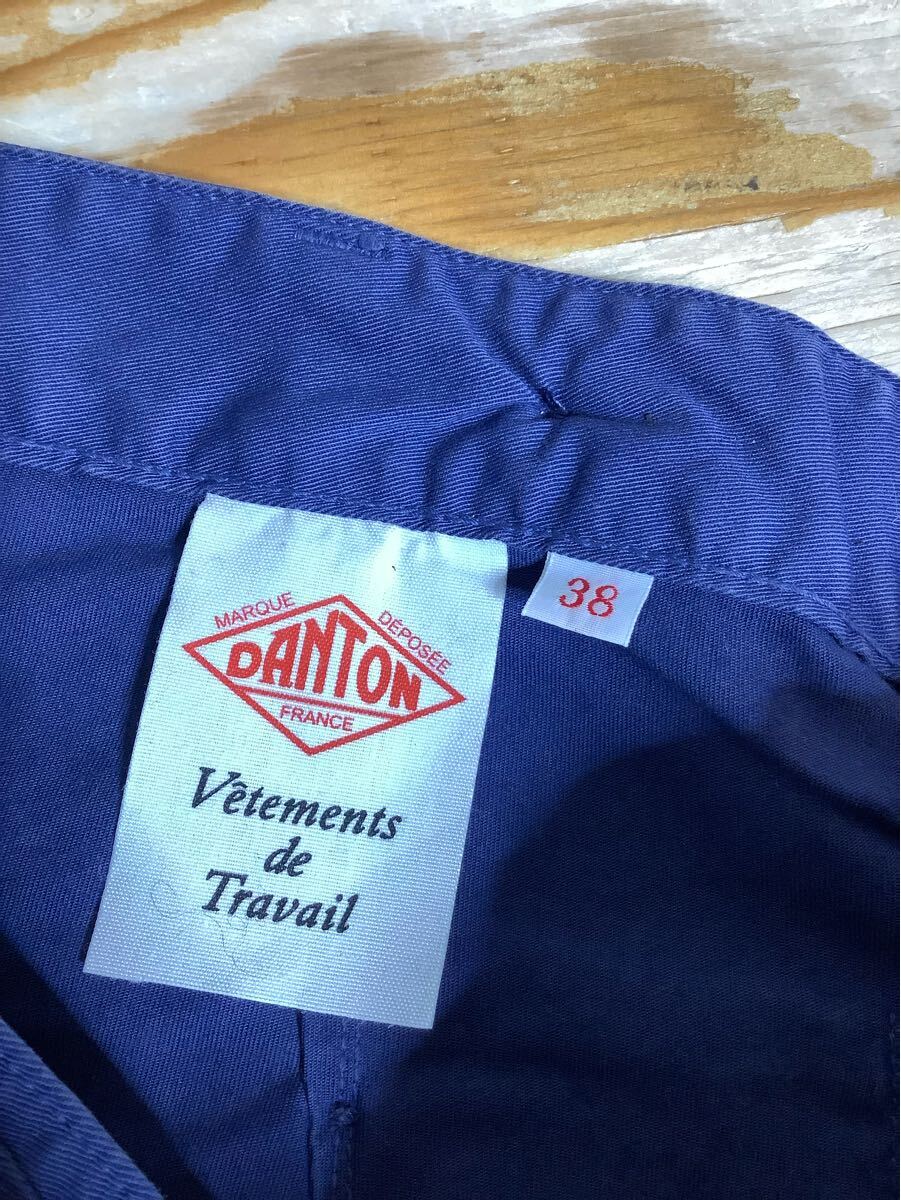 MARQUE DÉPOSÉE
DANTON
FRANCE
Vêtements
de
Travail
38